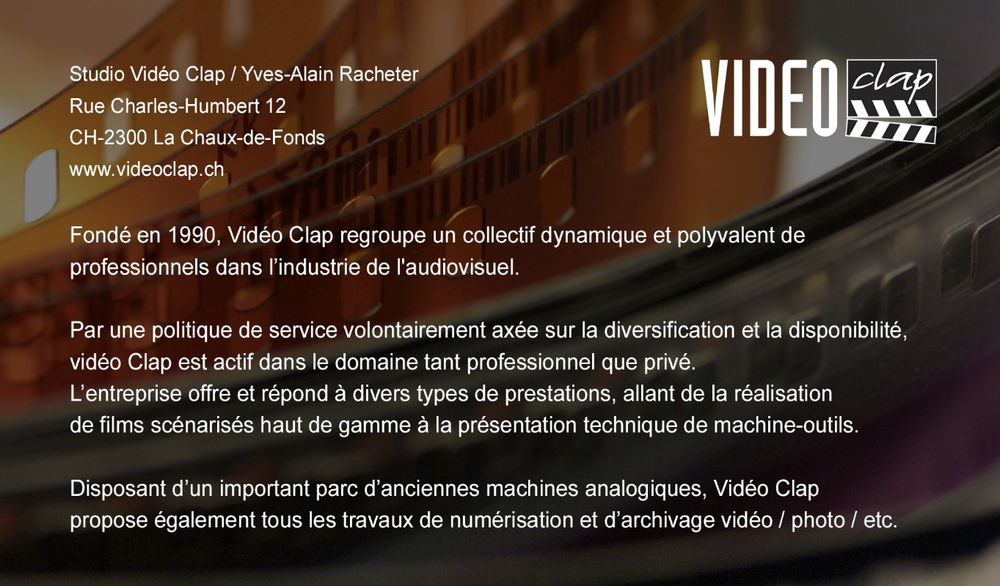 Studio Vidéo Clap / Yves-Alain Racheter
Rue Charles-Humbert 12
CH-2300 La Chaux-de-Fonds
www.videoclap.ch
VIDEO clap
Fondé en 1990, Vidéo Clap regroupe un collectif dynamique et polyvalent de
professionnels dans l’industrie de l'audiovisuel.
Par une politique de service volontairement axée sur la diversification et la disponibilité,
vidéo Clap est actif dans le domaine tant professionnel que privé.
L’entreprise offre et répond à divers types de prestations, allant de la réalisation
de films scénarisés haut de gamme à la présentation technique de machine-outils.
Disposant d’un important parc d’anciennes machines analogiques, Vidéo Clap
propose également tous les travaux de numérisation et d’archivage vidéo / photo / etc.